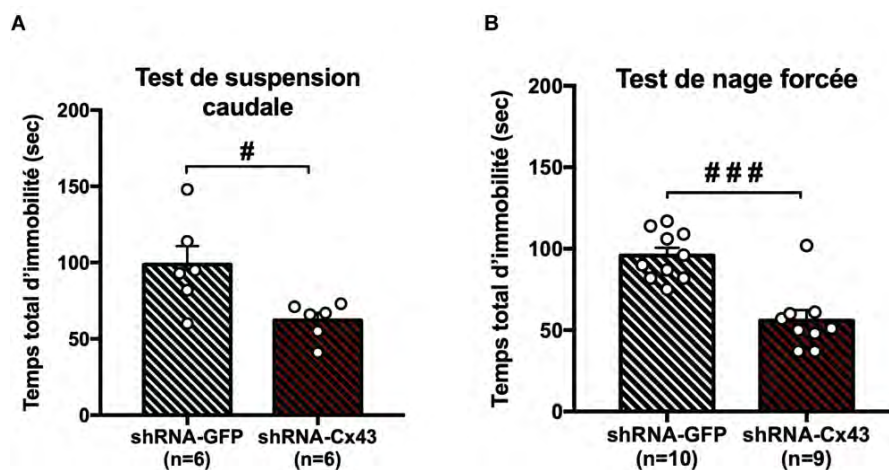 A
Test de suspension
caudale
Temps total d'immobilité (sec)
200
150
100
50
0
#
shRNA-GFP
(n=6)
shRNA-Cx43
(n=6)
B
Test de nage forcée
Temps total d'immobilité (sec)
200
150
100
50
0
###
shRNA-GFP
(n=10)
shRNA-Cx43
(n=9)